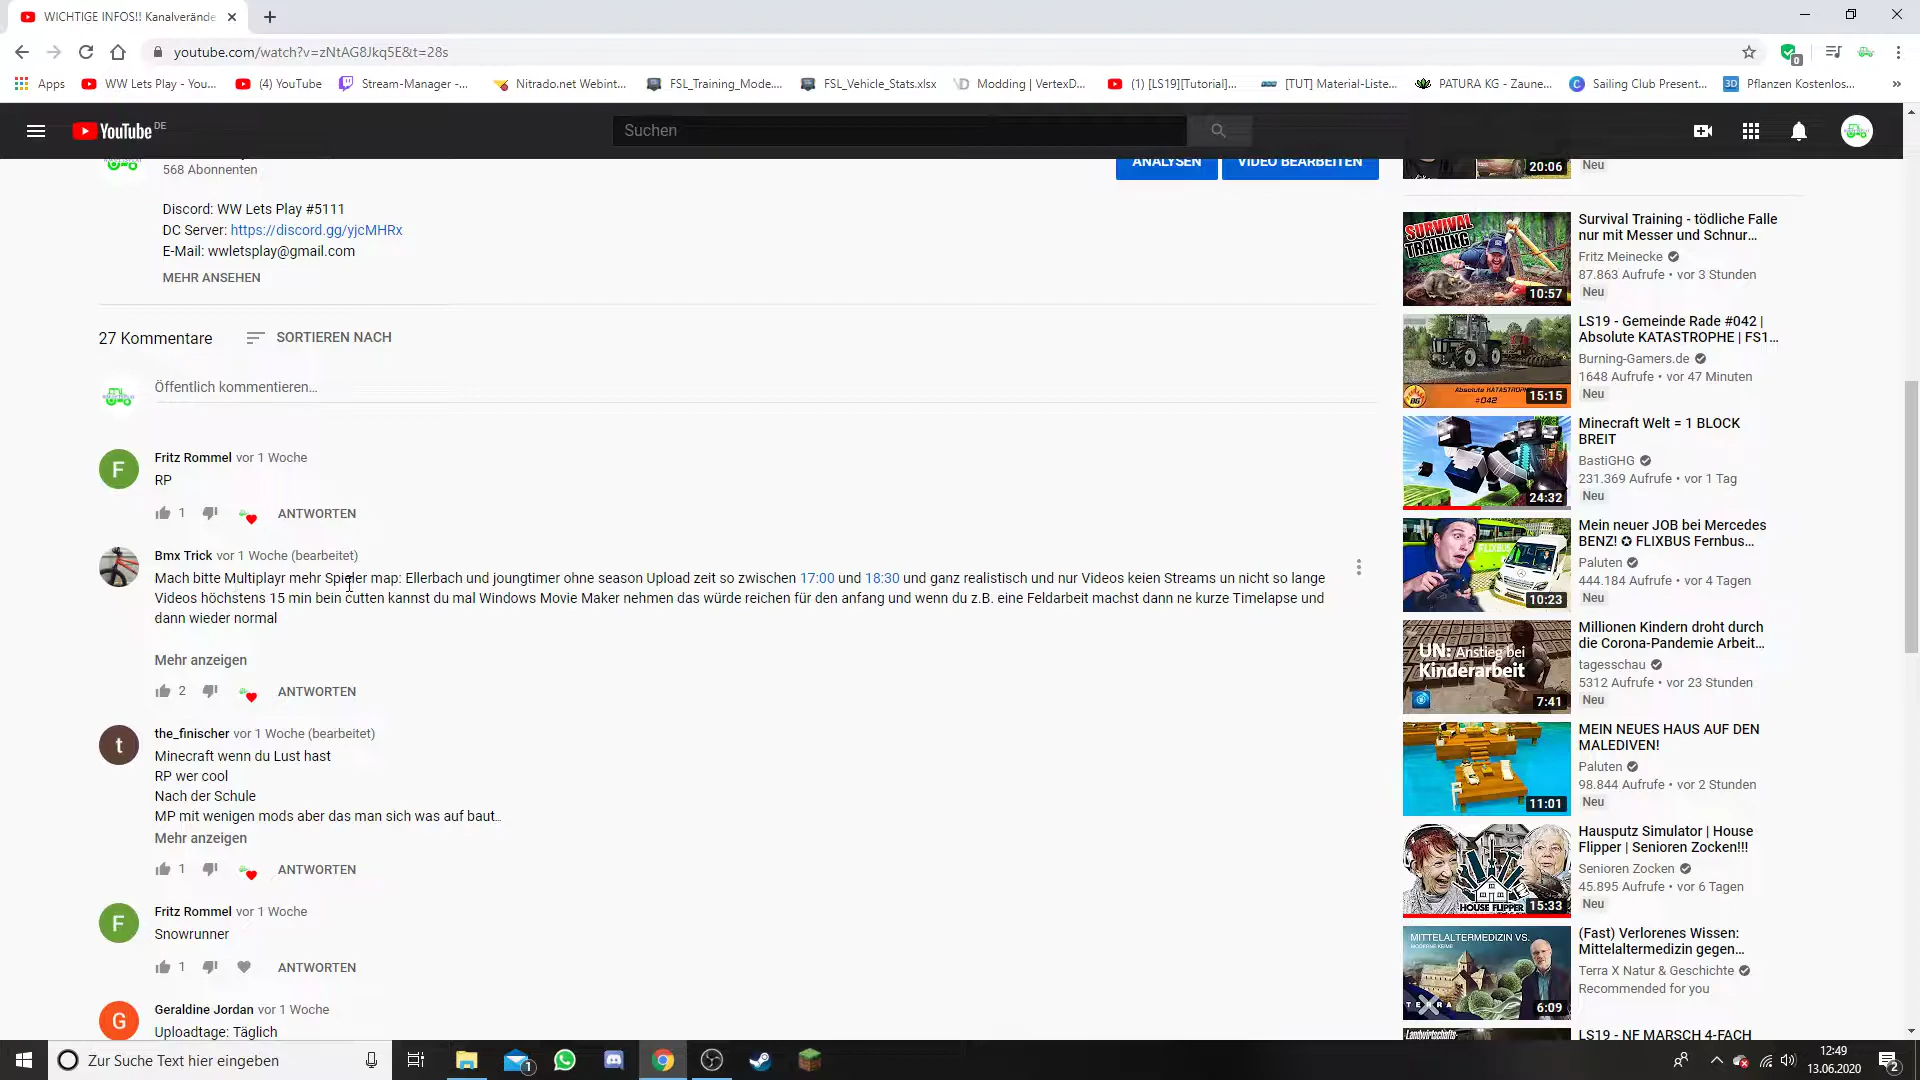 WICHTIGE INFOS!! Kanalverände
youtube.com/watch?v=zNtAG8Jkq5E&t=28s
0
Apps
WW Lets Play - You...
(4) YouTube
Stream-Manager -...
Nitrado.net Webint...
FSL_Training_Mode...
FSL_Vehicle_Stats.xlsx
Modding | VertexD...
(1) [LS19][Tutorial]...
[TUT] Material-Liste...
PATURA KG - Zaune...
Sailing Club Present...
Pflanzen Kostenlos...
»
YouTube DE
Suchen
568 Abonnenten
ANALYSEN
VIDEO BEARBEITEN
Discord: WW Lets Play #5111
DC Server: https://discord.gg/yjcMHRx
E-Mail: wwletsplay@gmail.com
MEHR ANSEHEN
27 Kommentare
SORTIEREN NACH
Öffentlich kommentieren...
F
Fritz Rommel vor 1 Woche
RP
1
ANTWORTEN
Bmx Trick vor 1 Woche (bearbeitet)
Mach bitte Multiplayr mehr Spieler map: Ellerbach und joungtimer ohne season Upload zeit so zwischen 17:00 und 18:30 und ganz realistisch und nur Videos keien Streams un nicht so lange
Videos höchstens 15 min bein cutten kannst du mal Windows Movie Maker nehmen das würde reichen für den anfang und wenn du z.B. eine Feldarbeit machst dann ne kurze Timelapse und
dann wieder normal
Mehr anzeigen
2
ANTWORTEN
t
the_finischer vor 1 Woche (bearbeitet)
Minecraft wenn du Lust hast
RP wer cool
Nach der Schule
MP mit wenigen mods aber das man sich was auf baut...
Mehr anzeigen
1
ANTWORTEN
F
Fritz Rommel vor 1 Woche
Snowrunner
1
ANTWORTEN
G
Geraldine Jordan vor 1 Woche
Uploadtage: Täglich
20:06
Neu
SURVIVAL
TRAINING
10:57
Survival Training - tödliche Falle
nur mit Messer und Schnur...
Fritz Meinecke
87.863 Aufrufe • vor 3 Stunden
Neu
Absolute KATASTROPHE
#042
15:15
LS19 - Gemeinde Rade #042 |
Absolute KATASTROPHE | FS1...
Burning-Gamers.de
1648 Aufrufe • vor 47 Minuten
Neu
24:32
Minecraft Welt = 1 BLOCK
BREIT
BastiGHG
231.369 Aufrufe • vor 1 Tag
Neu
10:23
Mein neuer JOB bei Mercedes
BENZ! ✪ FLIXBUS Fernbus...
Paluten
444.184 Aufrufe • vor 4 Tagen
Neu
UN: Anstieg bei
Kinderarbeit
7:41
Millionen Kindern droht durch
die Corona-Pandemie Arbeit...
tagesschau
5312 Aufrufe • vor 23 Stunden
Neu
11:01
MEIN NEUES HAUS AUF DEN
MALEDIVEN!
Paluten
98.844 Aufrufe • vor 2 Stunden
Neu
HOUSE FLIPPER
15:33
Hausputz Simulator | House
Flipper | Senioren Zocken!!!
Senioren Zocken
45.895 Aufrufe • vor 6 Tagen
Neu
MITTELALTERMEDIZIN VS.
MODERNE KEIME
TERRA
6:09
(Fast) Verlorenes Wissen:
Mittelaltermedizin gegen...
Terra X Natur & Geschichte
Recommended for you
LS19 - NF MARSCH 4-FACH
Zur Suche Text hier eingeben
1
12:49
13.06.2020
2